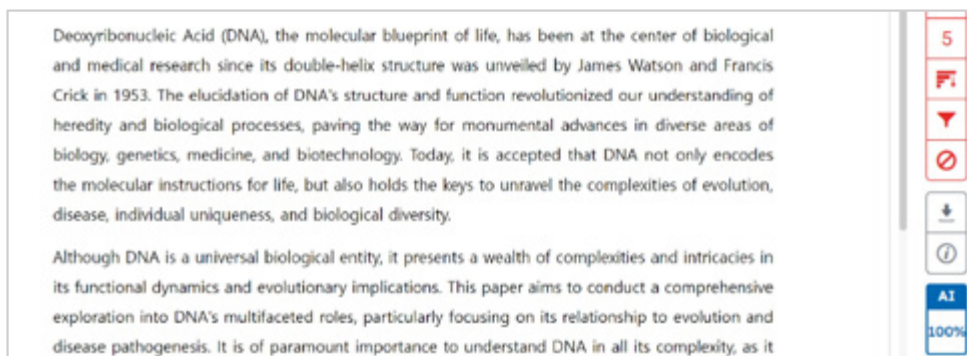 Deoxyribonucleic Acid (DNA), the molecular blueprint of life, has been at the center of biological
and medical research since its double-helix structure was unveiled by James Watson and Francis
Crick in 1953. The elucidation of DNA's structure and function revolutionized our understanding of
heredity and biological processes, paving the way for monumental advances in diverse areas of
biology, genetics, medicine, and biotechnology. Today, it is accepted that DNA not only encodes
the molecular instructions for life, but also holds the keys to unravel the complexities of evolution,
disease, individual uniqueness, and biological diversity.
Although DNA is a universal biological entity, it presents a wealth of complexities and intricacies in
its functional dynamics and evolutionary implications. This paper aims to conduct a comprehensive
exploration into DNA's multifaceted roles, particularly focusing on its relationship to evolution and
disease pathogenesis. It is of paramount importance to understand DNA in all its complexity, as it
5
AI
100%